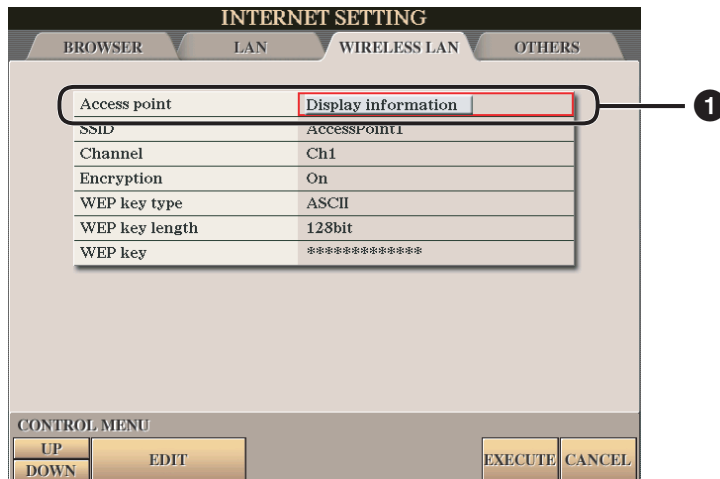 INTERNET SETTING
BROWSER LAN WIRELESS LAN OTHERS
Access point Display information
1
SSID AccessPoint1
Channel Ch1
Encryption On
WEP key type ASCII
WEP key length 128bit
WEP key *************
CONTROL MENU
UP
DOWN
EDIT
EXECUTE CANCEL